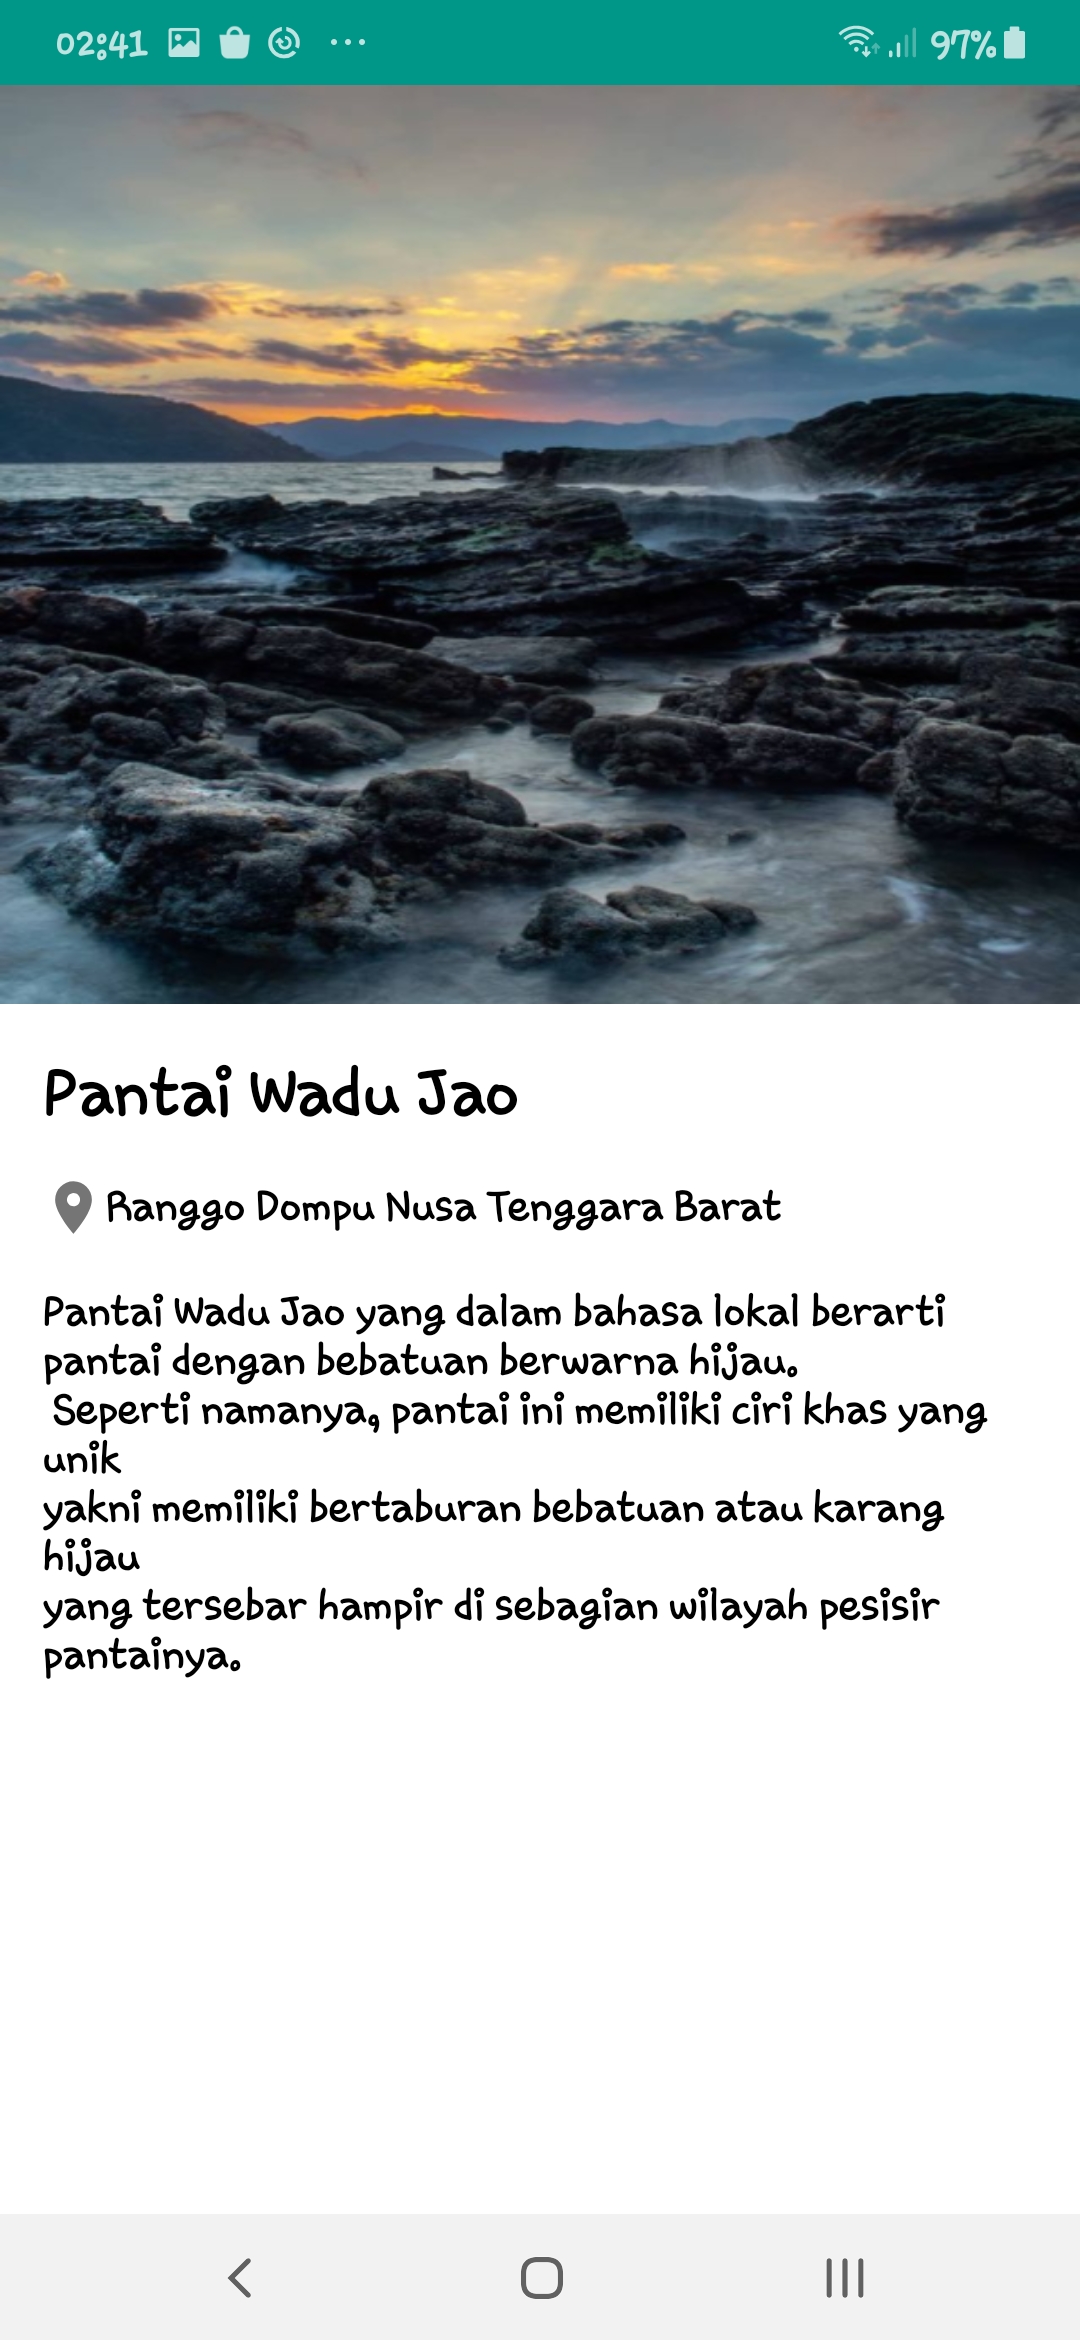 02:41 97%
Pantai Wadu Jao
Ranggo Dompu Nusa Tenggara Barat
Pantai Wadu Jao yang dalam bahasa lokal berarti
pantai dengan bebatuan berwarna hijau.
Seperti namanya, pantai ini memiliki ciri khas yang
unik
yakni memiliki bertaburan bebatuan atau karang
hijau
yang tersebar hampir di sebagian wilayah pesisir
pantainya.